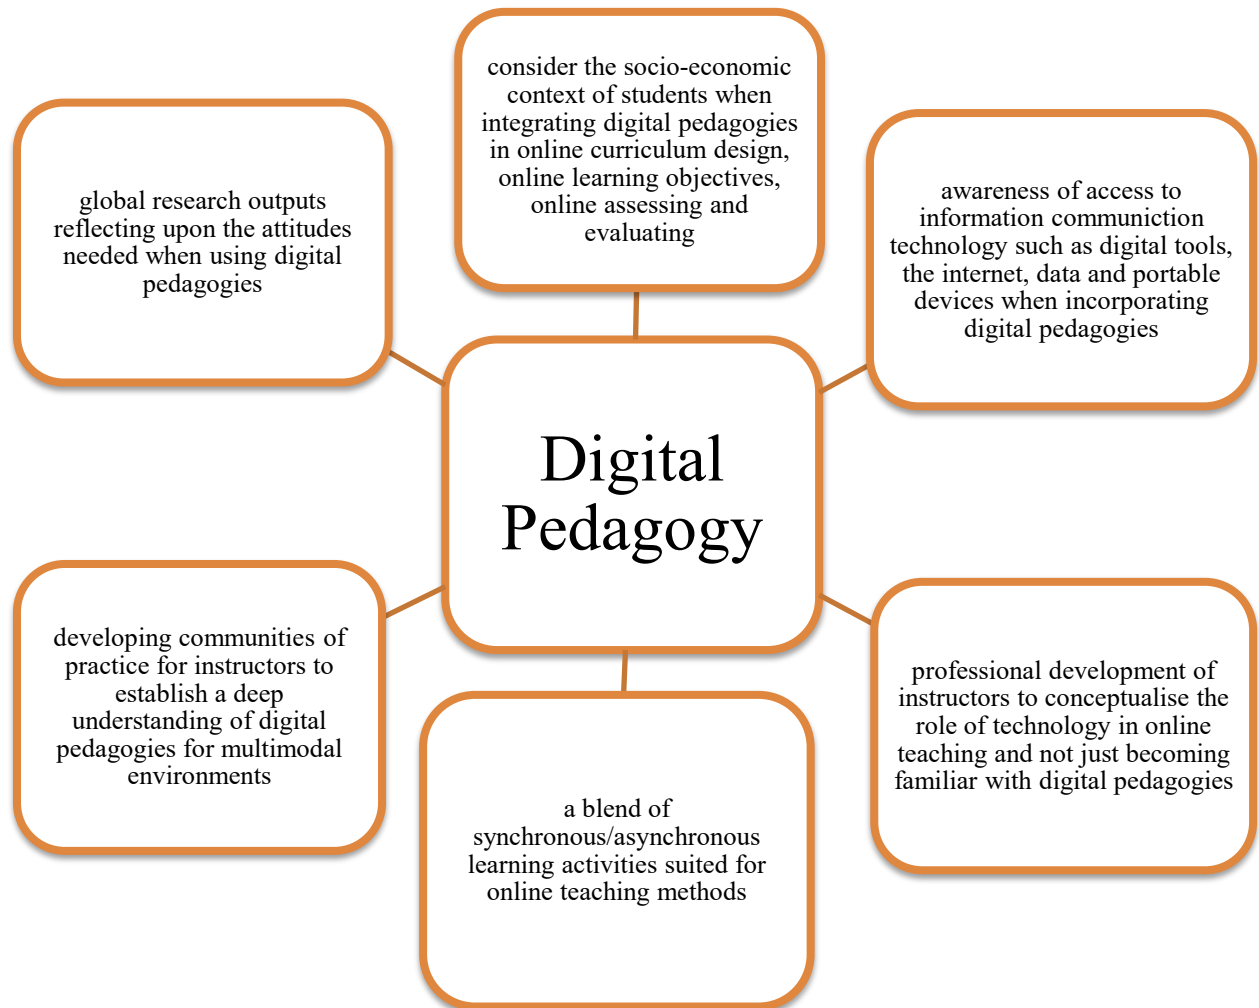 consider the socio-economic
context of students when
integrating digital pedagogies
in online curriculum design,
online learning objectives,
online assessing and
evaluating
global research outputs
reflecting upon the attitudes
needed when using digital
pedagogies
awareness of access to
information communiction
technology such as digital tools,
the internet, data and portable
devices when incorporating
digital pedagogies
Digital
Pedagogy
developing communities of
practice for instructors to
establish a deep
understanding of digital
pedagogies for multimodal
environments
professional development of
instructors to conceptualise the
role of technology in online
teaching and not just becoming
familiar with digital pedagogies
a blend of
synchronous/asynchronous
learning activities suited for
online teaching methods